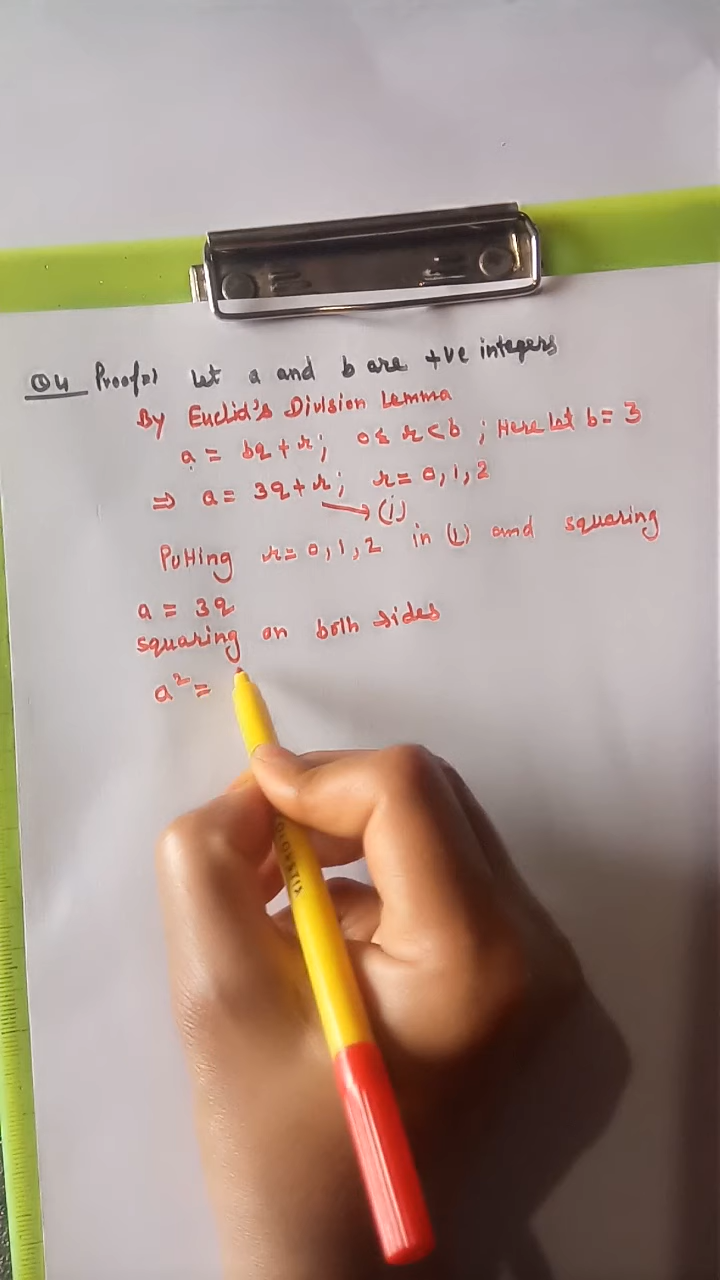 Q4 Proof(=) Let a and b are +ve integers
By Euclid's Division Lemma
a = bq + r; 0 ≤ r < b ; Here Let b = 3
⇒ a = 3q + r; r = 0, 1, 2
→ (i)
Putting r = 0, 1, 2 in (i) and squaring
a = 3q
squaring on both sides
a² =
COLORSTIX